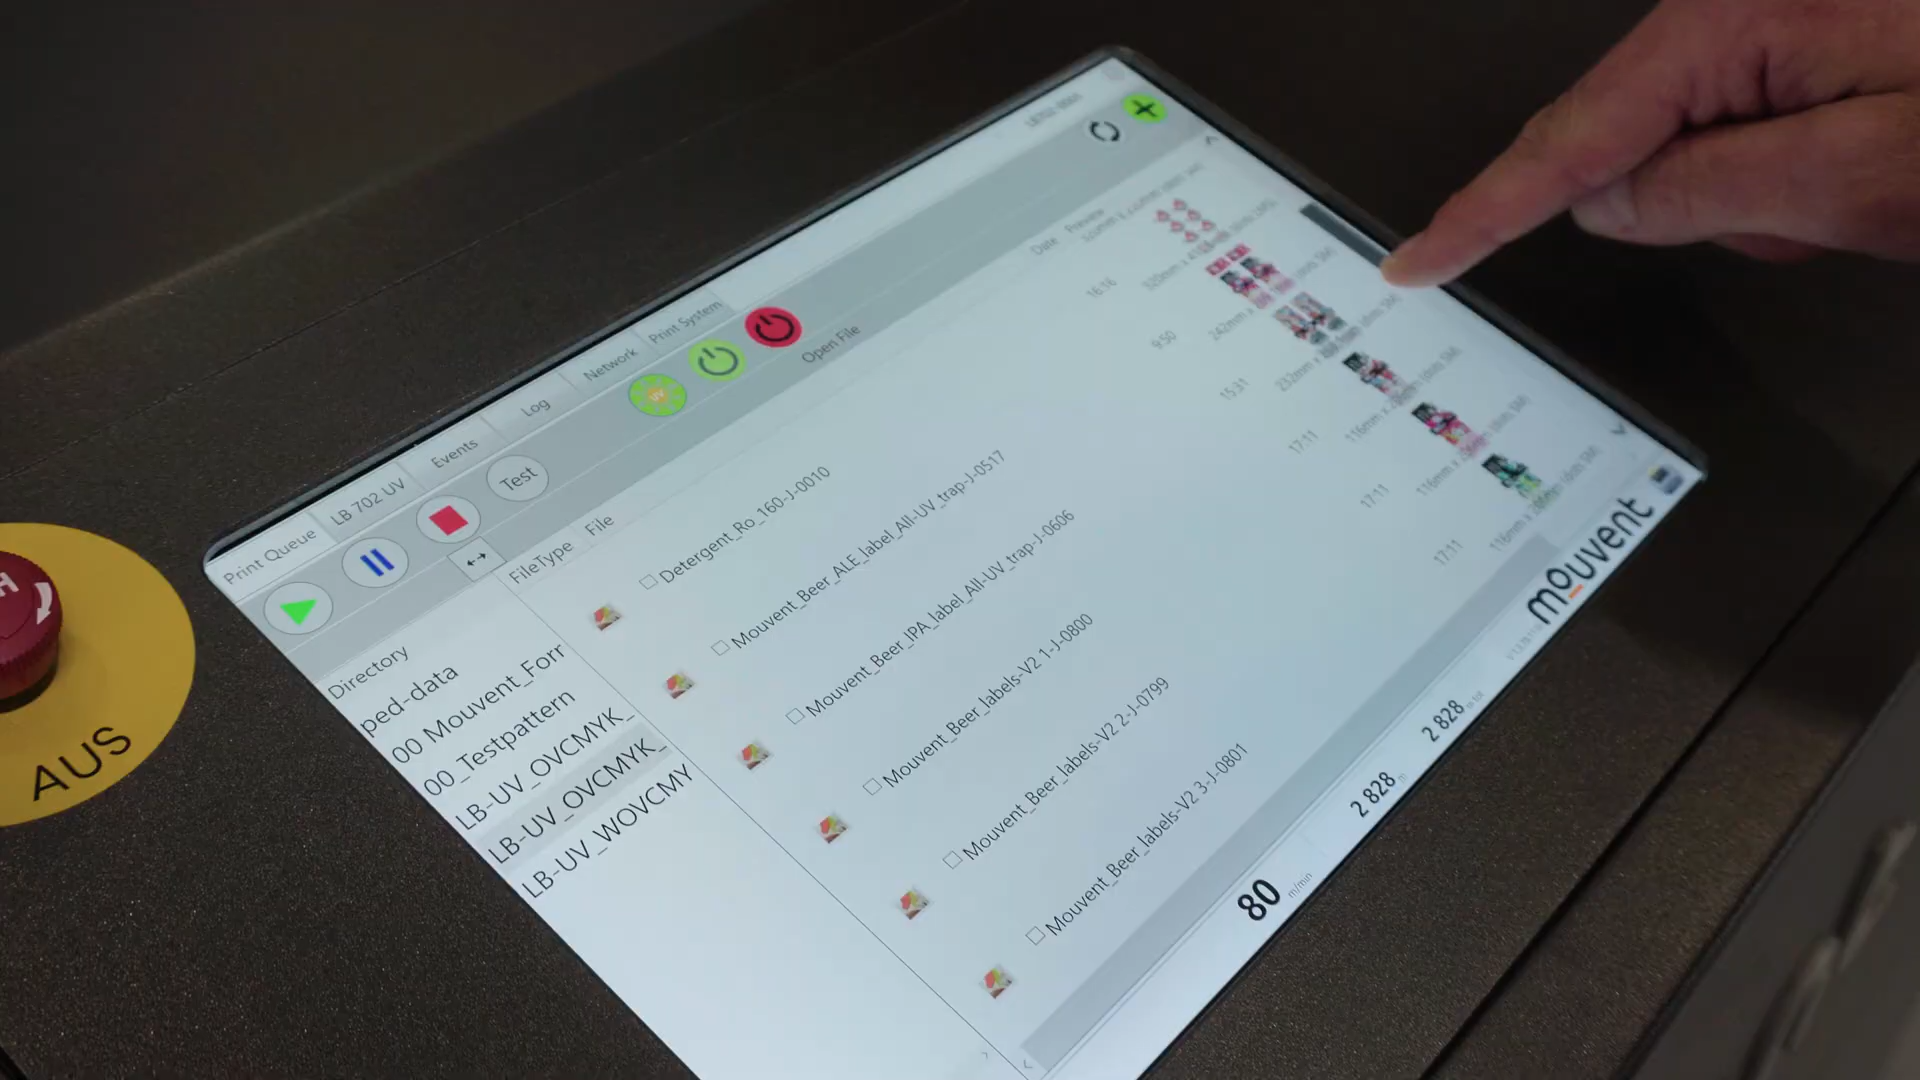 Print Queue
LB 702 UV
Events
Log
Network
Print System
Test
UV
Open File
Directory
ped-data
00 Mouvent_Forr
00_Testpattern
LB-UV_OVCMYK_
LB-UV_OVCMYK_
LB-UV_WOVCMY
FileType
File
Date
Preview
Detergent_Ro_160-J-0010
16:16
Mouvent_Beer_ALE_label_All-UV_trap-J-0517
9:50
Mouvent_Beer_IPA_label_All-UV_trap-J-0606
15:31
Mouvent_Beer_labels-V2 1-J-0800
17:11
Mouvent_Beer_labels-V2 2-J-0799
17:11
Mouvent_Beer_labels-V2 3-J-0801
17:11
80 m/min
2 828 m
2 828
mouvent
AUS